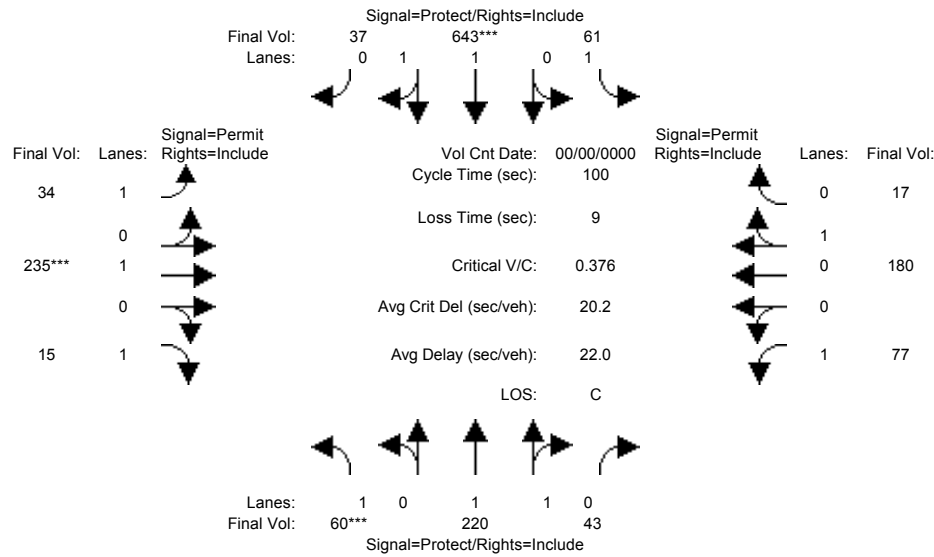 Signal=Protect/Rights=Include
Final Vol: 37 643*** 61
Lanes: 0 1 1 0 1
Signal=Permit Signal=Permit
Final Vol: Lanes: Rights=Include Vol Cnt Date: 00/00/0000 Rights=Include Lanes: Final Vol:
Cycle Time (sec): 100
34 1 0 17
Loss Time (sec): 9
0 1
235*** 1 Critical V/C: 0.376 0 180
0 Avg Crit Del (sec/veh): 20.2 0
15 1 Avg Delay (sec/veh): 22.0 1 77
LOS: C
Lanes: 1 0 1 1 0
Final Vol: 60*** 220 43
Signal=Protect/Rights=Include